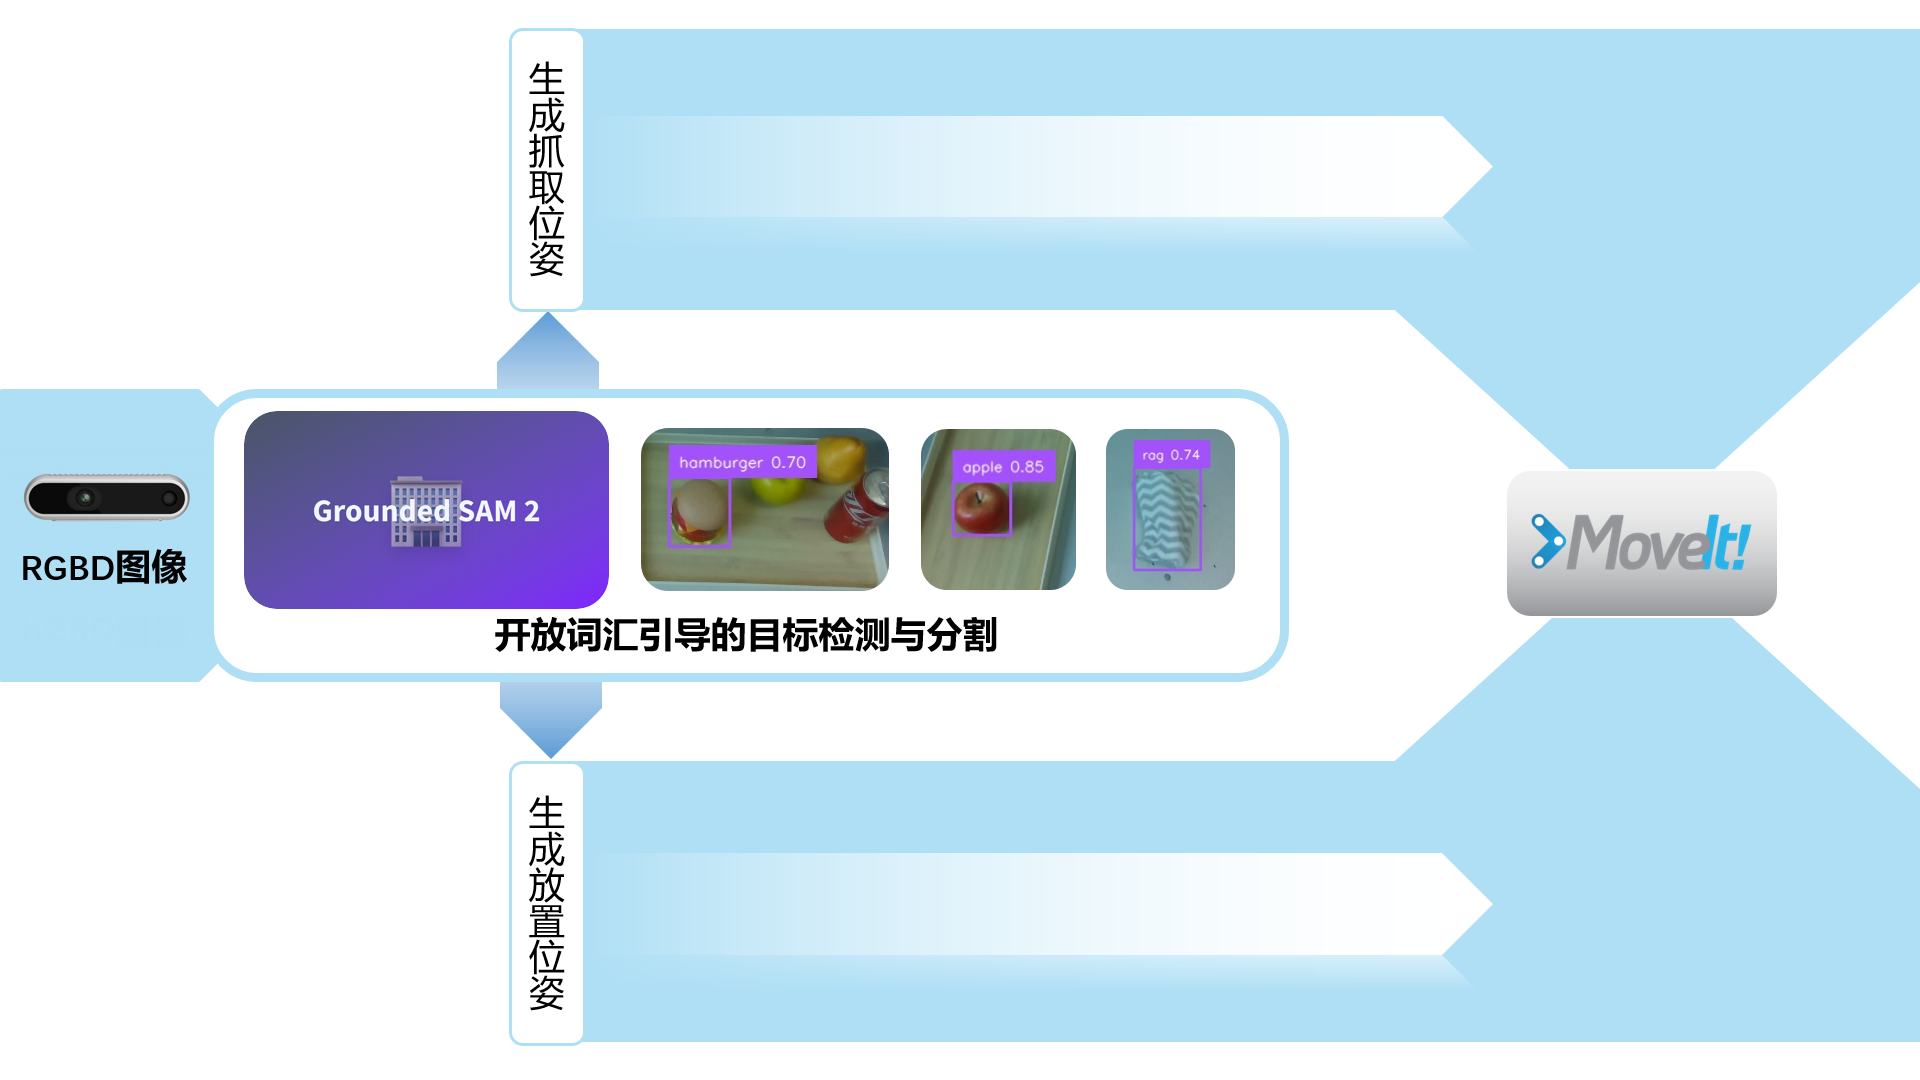 生成抓取位姿
RGBD图像
Grounded SAM 2
hamburger 0.70
apple 0.85
rag 0.74
开放词汇引导的目标检测与分割
MoveIt!
生成放置位姿